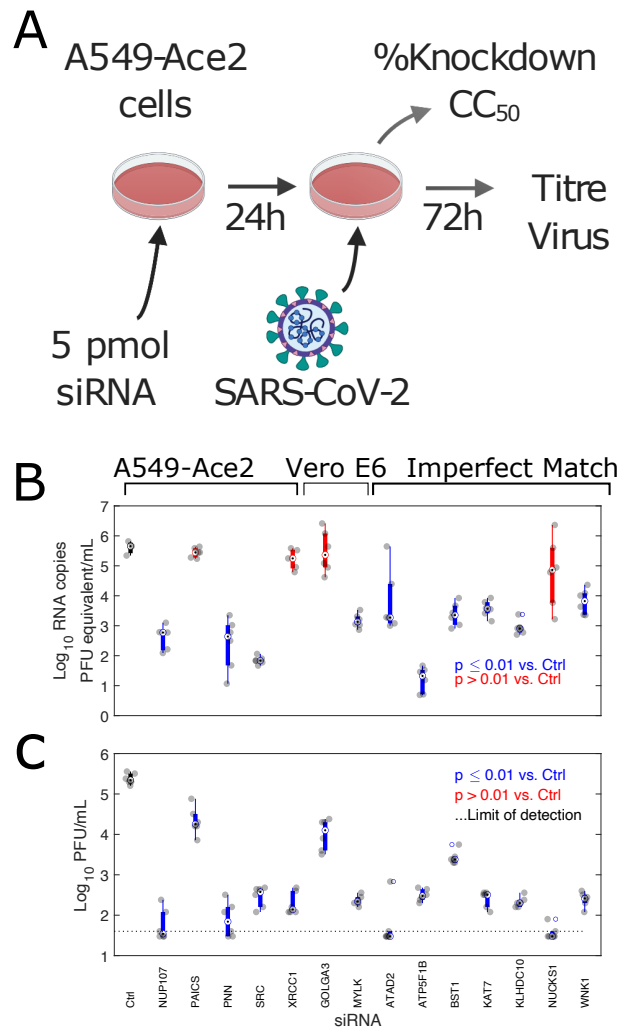 A
A549-Ace2
cells
%Knockdown
CC50
24h
72h
Titre
Virus
5 pmol
siRNA
SARS-CoV-2
A549-Ace2
Vero E6
Imperfect Match
B
7
6
5
4
3
2
1
0
Log10 RNA copies
PFU equivalent/mL
p ≤ 0.01 vs. Ctrl
p > 0.01 vs. Ctrl
C
6
5
4
3
2
1
Log10 PFU/mL
p ≤ 0.01 vs. Ctrl
p > 0.01 vs. Ctrl
...Limit of detection
Ctrl
NUP107
PAICS
PNN
SRC
XRCC1
GOLGA3
MYLK
ATAD2
ATP5F1B
BST1
KAT7
KLHDC10
NUCKS1
WNK1
siRNA